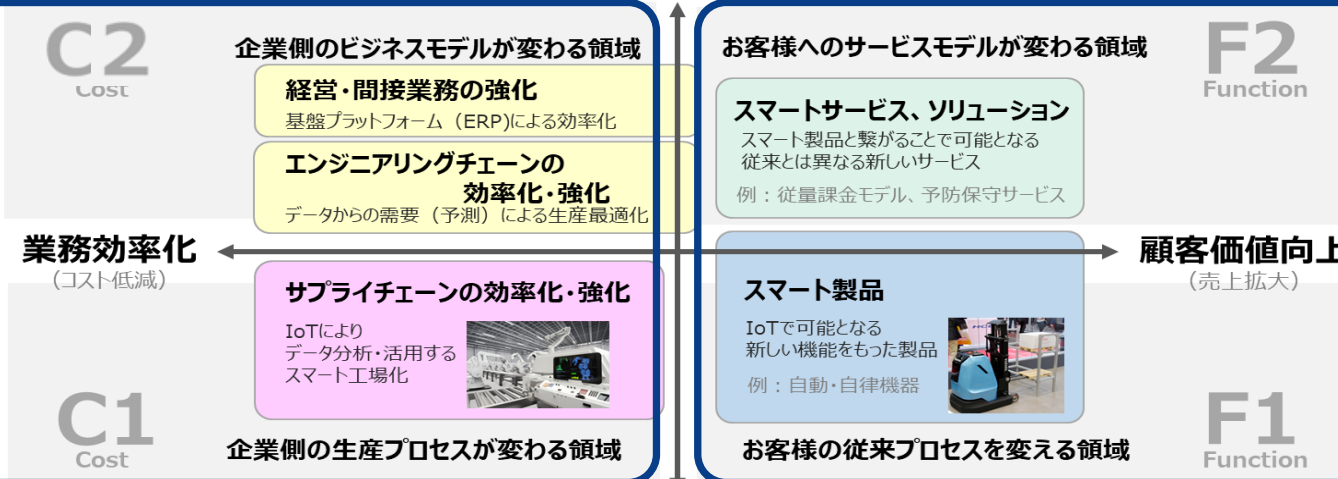 C2
Cost
企業側のビジネスモデルが変わる領域
経営・間接業務の強化
基盤プラットフォーム（ERP)による効率化
エンジニアリングチェーンの
効率化・強化
データからの需要（予測）による生産最適化
お客様へのサービスモデルが変わる領域
F2
Function
スマートサービス、ソリューション
スマート製品と繋がることで可能となる
従来とは異なる新しいサービス
例：従量課金モデル、予防保守サービス
業務効率化
（コスト低減）
顧客価値向上
（売上拡大）
サプライチェーンの効率化・強化
IoTにより
データ分析・活用する
スマート工場化
C1
Cost
企業側の生産プロセスが変わる領域
スマート製品
IoTで可能となる
新しい機能をもった製品
例：自動・自律機器
お客様の従来プロセスを変える領域
F1
Function